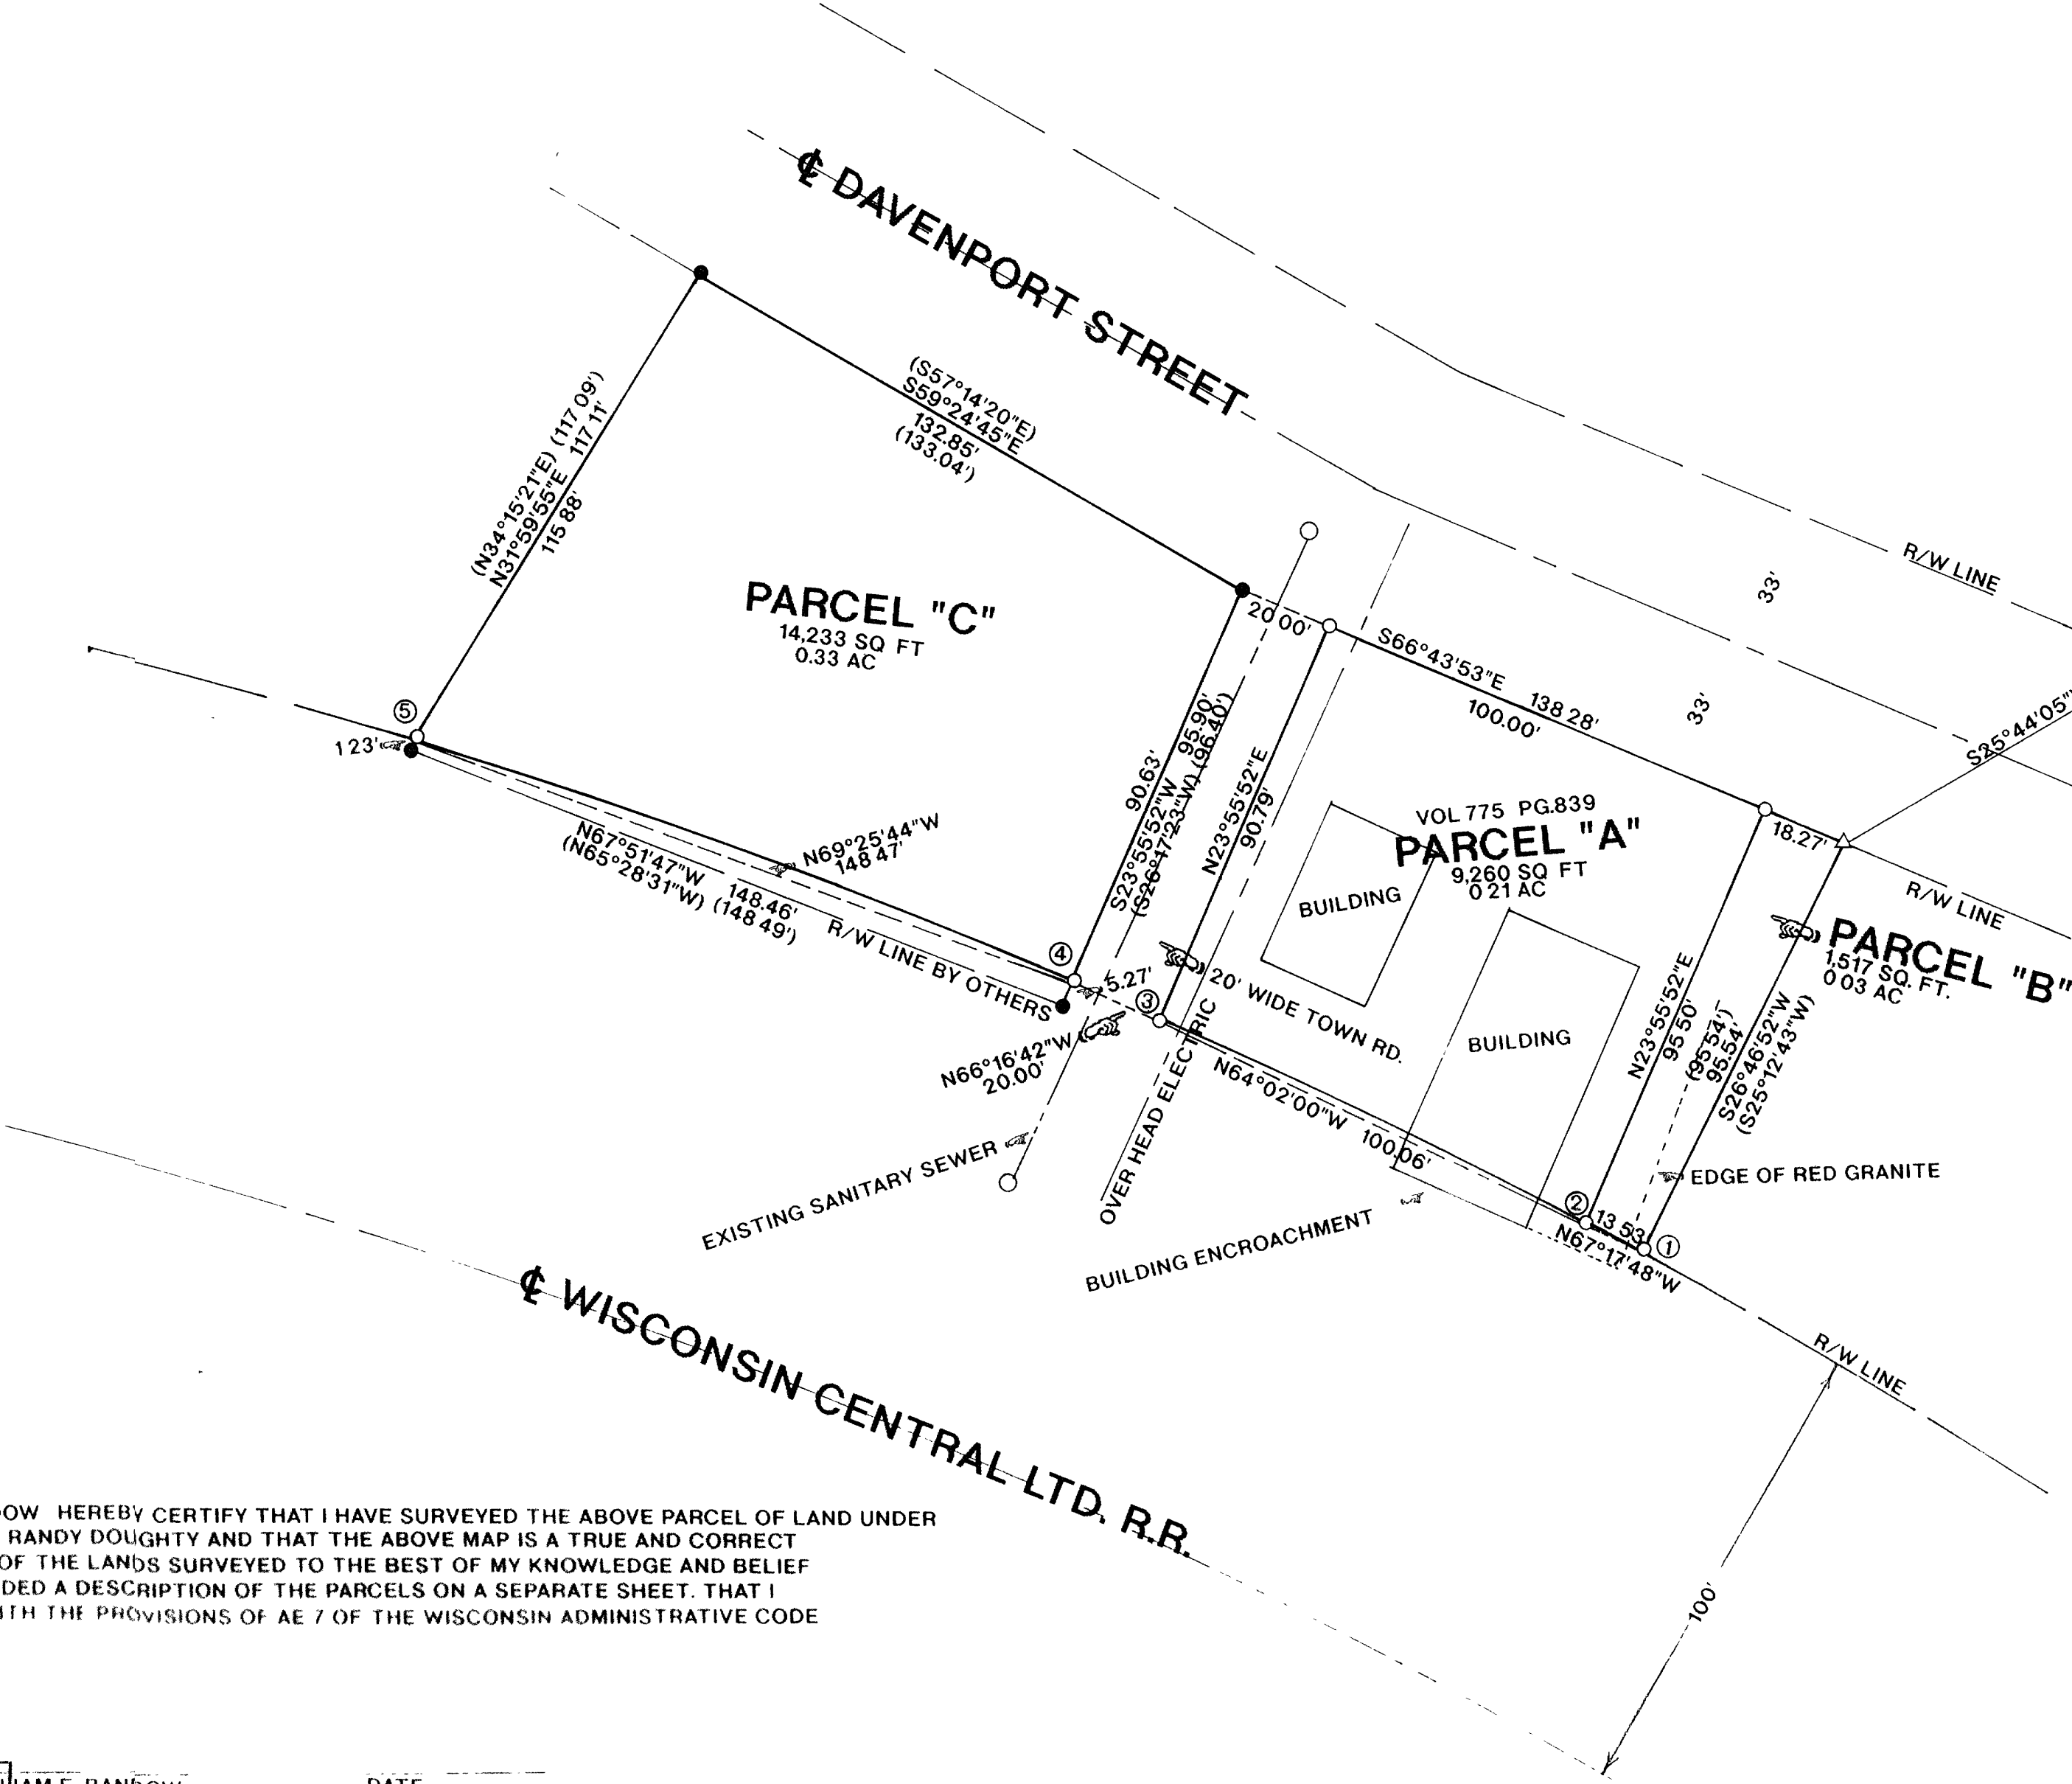 ℄ DAVENPORT STREET
(S57°14'20"E)
S59°24'45"E
132.85'
(133.04')
(N34°15'21"E) (117 09')
N31°59'55"E 117 11'
115 88'
PARCEL "C"
14,233 SQ FT
0.33 AC
R/W LINE
33'
33'
20 00'
S66°43'53"E 138 28'
100.00'
S25°44'05"
18.27'
R/W LINE
⑤
1 23'
90.63'
S23°55'52"W 95.90'
(S26°17'23"W) (96.40')
N23°55'52"E
90.79'
VOL 775 PG.839
PARCEL "A"
9,260 SQ FT
0 21 AC
BUILDING
BUILDING
PARCEL "B"
1,517 SQ. FT.
0 03 AC
N69°25'44"W
148 47'
N67°51'47"W 148.46'
(N65°28'31"W) (148 49')
R/W LINE BY OTHERS
④
5.27'
③
20' WIDE TOWN RD.
N66°16'42"W
20.00'
N64°02'00"W 100.06'
N23°55'52"E
95 50'
(95 54')
95.54'
S26°46'52"W
(S25°12'43"W)
OVER HEAD ELECTRIC
EXISTING SANITARY SEWER
BUILDING ENCROACHMENT
EDGE OF RED GRANITE
②
13 53'
①
N67°17'48"W
R/W LINE
100'
℄ WISCONSIN CENTRAL LTD. R.R.
OW HEREBY CERTIFY THAT I HAVE SURVEYED THE ABOVE PARCEL OF LAND UNDER
RANDY DOUGHTY AND THAT THE ABOVE MAP IS A TRUE AND CORRECT
OF THE LANDS SURVEYED TO THE BEST OF MY KNOWLEDGE AND BELIEF
DED A DESCRIPTION OF THE PARCELS ON A SEPARATE SHEET. THAT I
ITH THE PROVISIONS OF AE 7 OF THE WISCONSIN ADMINISTRATIVE CODE